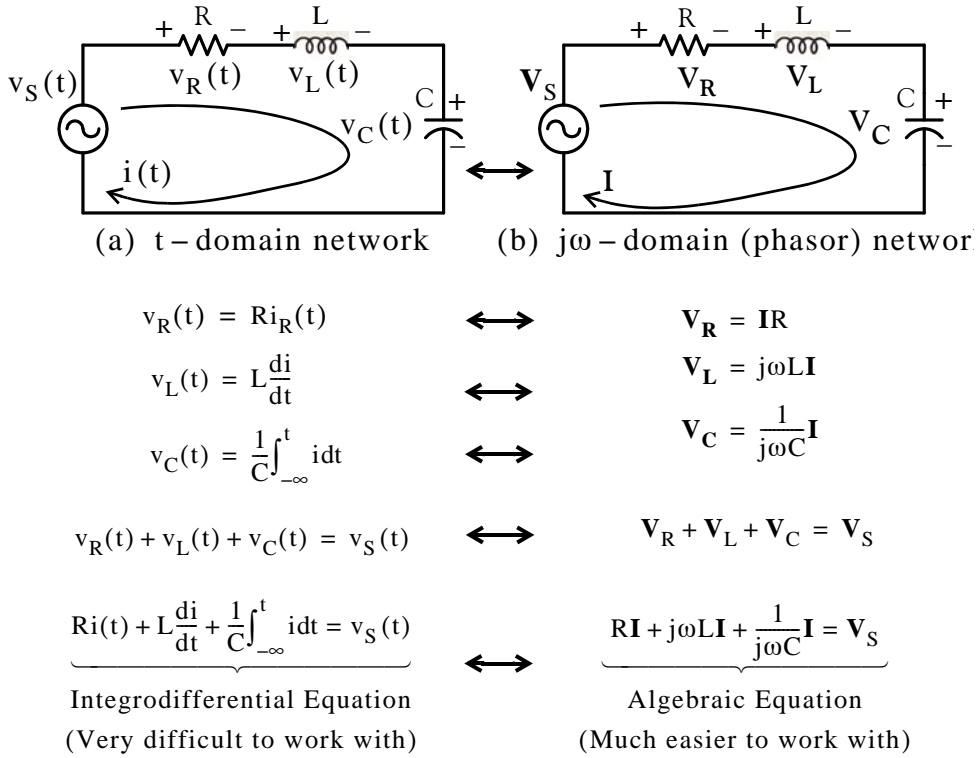 + R − + L −
v_R(t) v_L(t)
v_S(t)
C +
v_C(t)
−
i(t)
(a) t – domain network
+ R − + L −
V_R V_L
V_S
C +
V_C
−
I
(b) jω – domain (phasor) networ
v_R(t) = Ri_R(t) ↔ V_R = IR
v_L(t) = L di/dt ↔ V_L = jωLI
v_C(t) = 1/C ∫_{−∞}^{t} idt ↔ V_C = 1/(jωC) I
v_R(t) + v_L(t) + v_C(t) = v_S(t) ↔ V_R + V_L + V_C = V_S
Ri(t) + L di/dt + 1/C ∫_{−∞}^{t} idt = v_S(t) ↔ RI + jωLI + 1/(jωC) I = V_S
Integrodifferential Equation Algebraic Equation
(Very difficult to work with) (Much easier to work with)